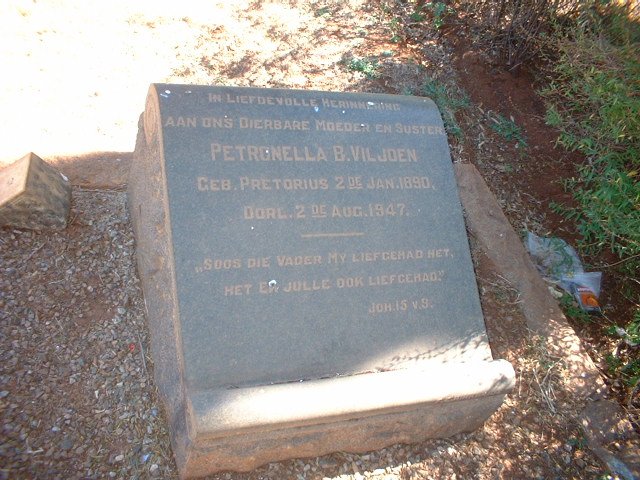 IN LIEFDEVOLLE HERINNERING
AAN ONS DIERBARE MOEDER EN SUSTER
PETRONELLA B. VILJOEN
GEB. PRETORIUS 2DE JAN. 1890.
OORL. 2DE AUG. 1947.
„SOOS DIE VADER MY LIEFGEHAD HET,
HET EK JULLE OOK LIEFGEHAD."
JOH. 15 V. 9.